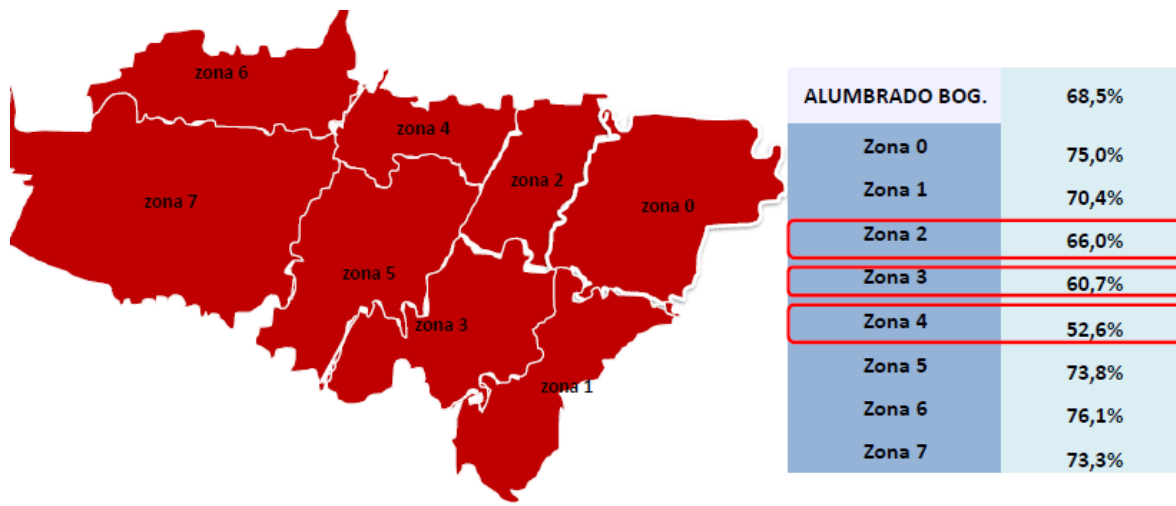 zona 6
zona 4
zona 2
zona 7
zona 0
zona 5
zona 3
zona 1
ALUMBRADO BOG. 68,5%
Zona 0 75,0%
Zona 1 70,4%
Zona 2 66,0%
Zona 3 60,7%
Zona 4 52,6%
Zona 5 73,8%
Zona 6 76,1%
Zona 7 73,3%